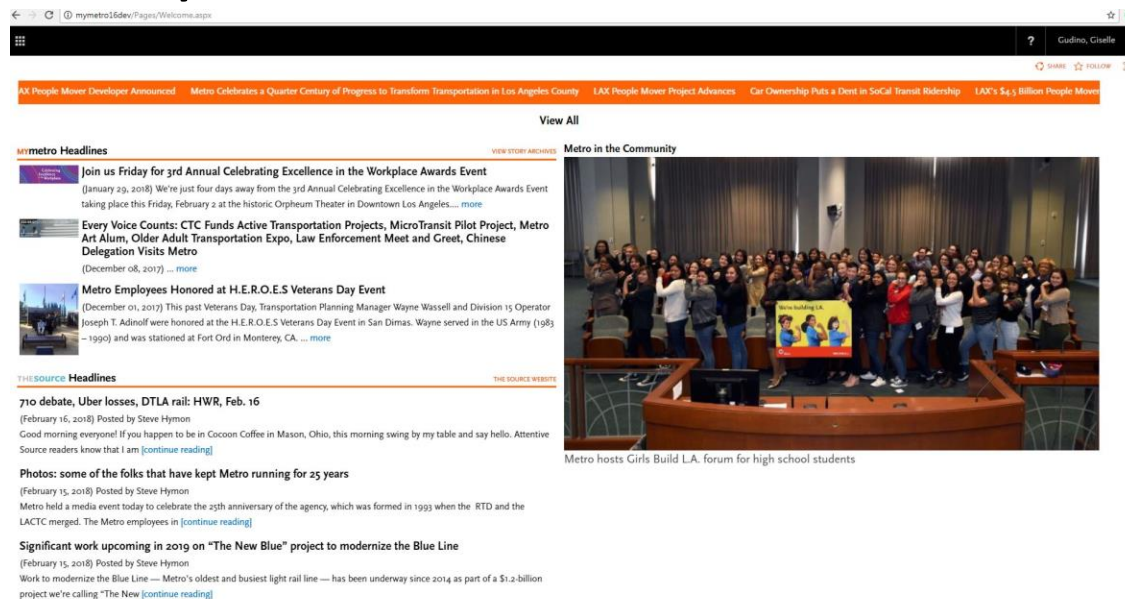 mymetro16dev/Pages/Welcome.aspx
? Gudino, Giselle
SHARE FOLLOW
AX People Mover Developer Announced Metro Celebrates a Quarter Century of Progress to Transform Transportation in Los Angeles County LAX People Mover Project Advances Car Ownership Puts a Dent in SoCal Transit Ridership LAX's $4.5 Billion People Mover
View All
MYmetro Headlines VIEW STORY ARCHIVES
Join us Friday for 3rd Annual Celebrating Excellence in the Workplace Awards Event
(January 29, 2018) We're just four days away from the 3rd Annual Celebrating Excellence in the Workplace Awards Event
taking place this Friday, February 2 at the historic Orpheum Theater in Downtown Los Angeles.... more
Every Voice Counts: CTC Funds Active Transportation Projects, MicroTransit Pilot Project, Metro
Art Alum, Older Adult Transportation Expo, Law Enforcement Meet and Greet, Chinese
Delegation Visits Metro
(December 08, 2017) ... more
Metro Employees Honored at H.E.R.O.E.S Veterans Day Event
(December 01, 2017) This past Veterans Day, Transportation Planning Manager Wayne Wassell and Division 15 Operator
Joseph T. Adinolf were honored at the H.E.R.O.E.S Veterans Day Event in San Dimas. Wayne served in the US Army (1983
– 1990) and was stationed at Fort Ord in Monterey, CA. ... more
THEsource Headlines THE SOURCE WEBSITE
710 debate, Uber losses, DTLA rail: HWR, Feb. 16
(February 16, 2018) Posted by Steve Hymon
Good morning everyone! If you happen to be in Cocoon Coffee in Mason, Ohio, this morning swing by my table and say hello. Attentive
Source readers know that I am [continue reading]
Photos: some of the folks that have kept Metro running for 25 years
(February 15, 2018) Posted by Steve Hymon
Metro held a media event today to celebrate the 25th anniversary of the agency, which was formed in 1993 when the RTD and the
LACTC merged. The Metro employees in [continue reading]
Significant work upcoming in 2019 on “The New Blue” project to modernize the Blue Line
(February 15, 2018) Posted by Steve Hymon
Work to modernize the Blue Line — Metro's oldest and busiest light rail line — has been underway since 2014 as part of a $1.2-billion
project we're calling “The New [continue reading]
Metro in the Community
We're building L.A.
Metro hosts Girls Build L.A. forum for high school students